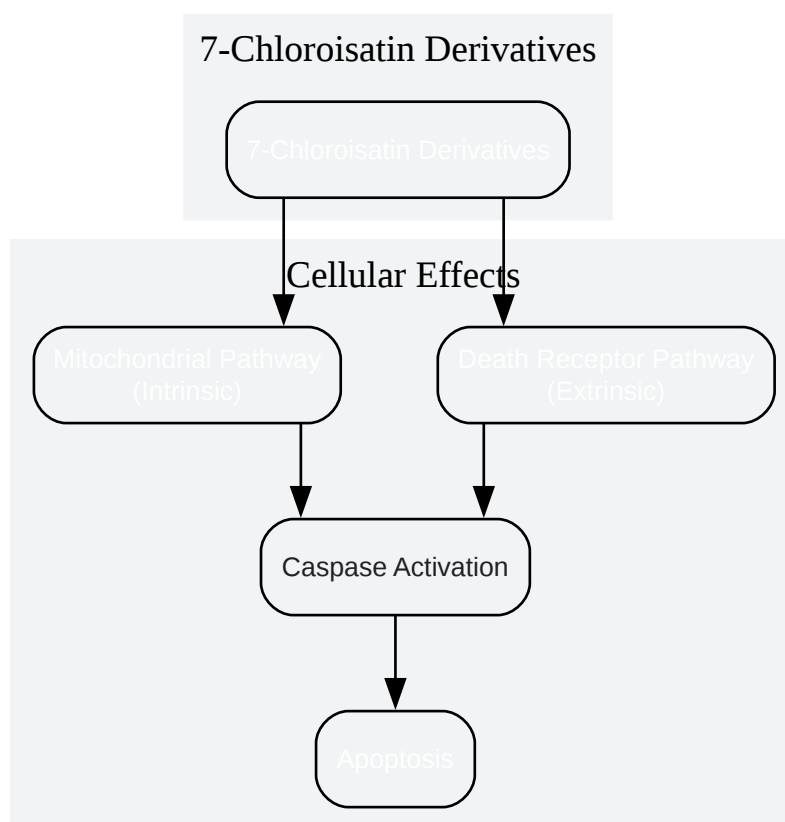 7-Chloroisatin Derivatives
7-Chloroisatin Derivatives
Cellular Effects
Mitochondrial Pathway
(Intrinsic)
Death Receptor Pathway
(Extrinsic)
Caspase Activation
Apoptosis